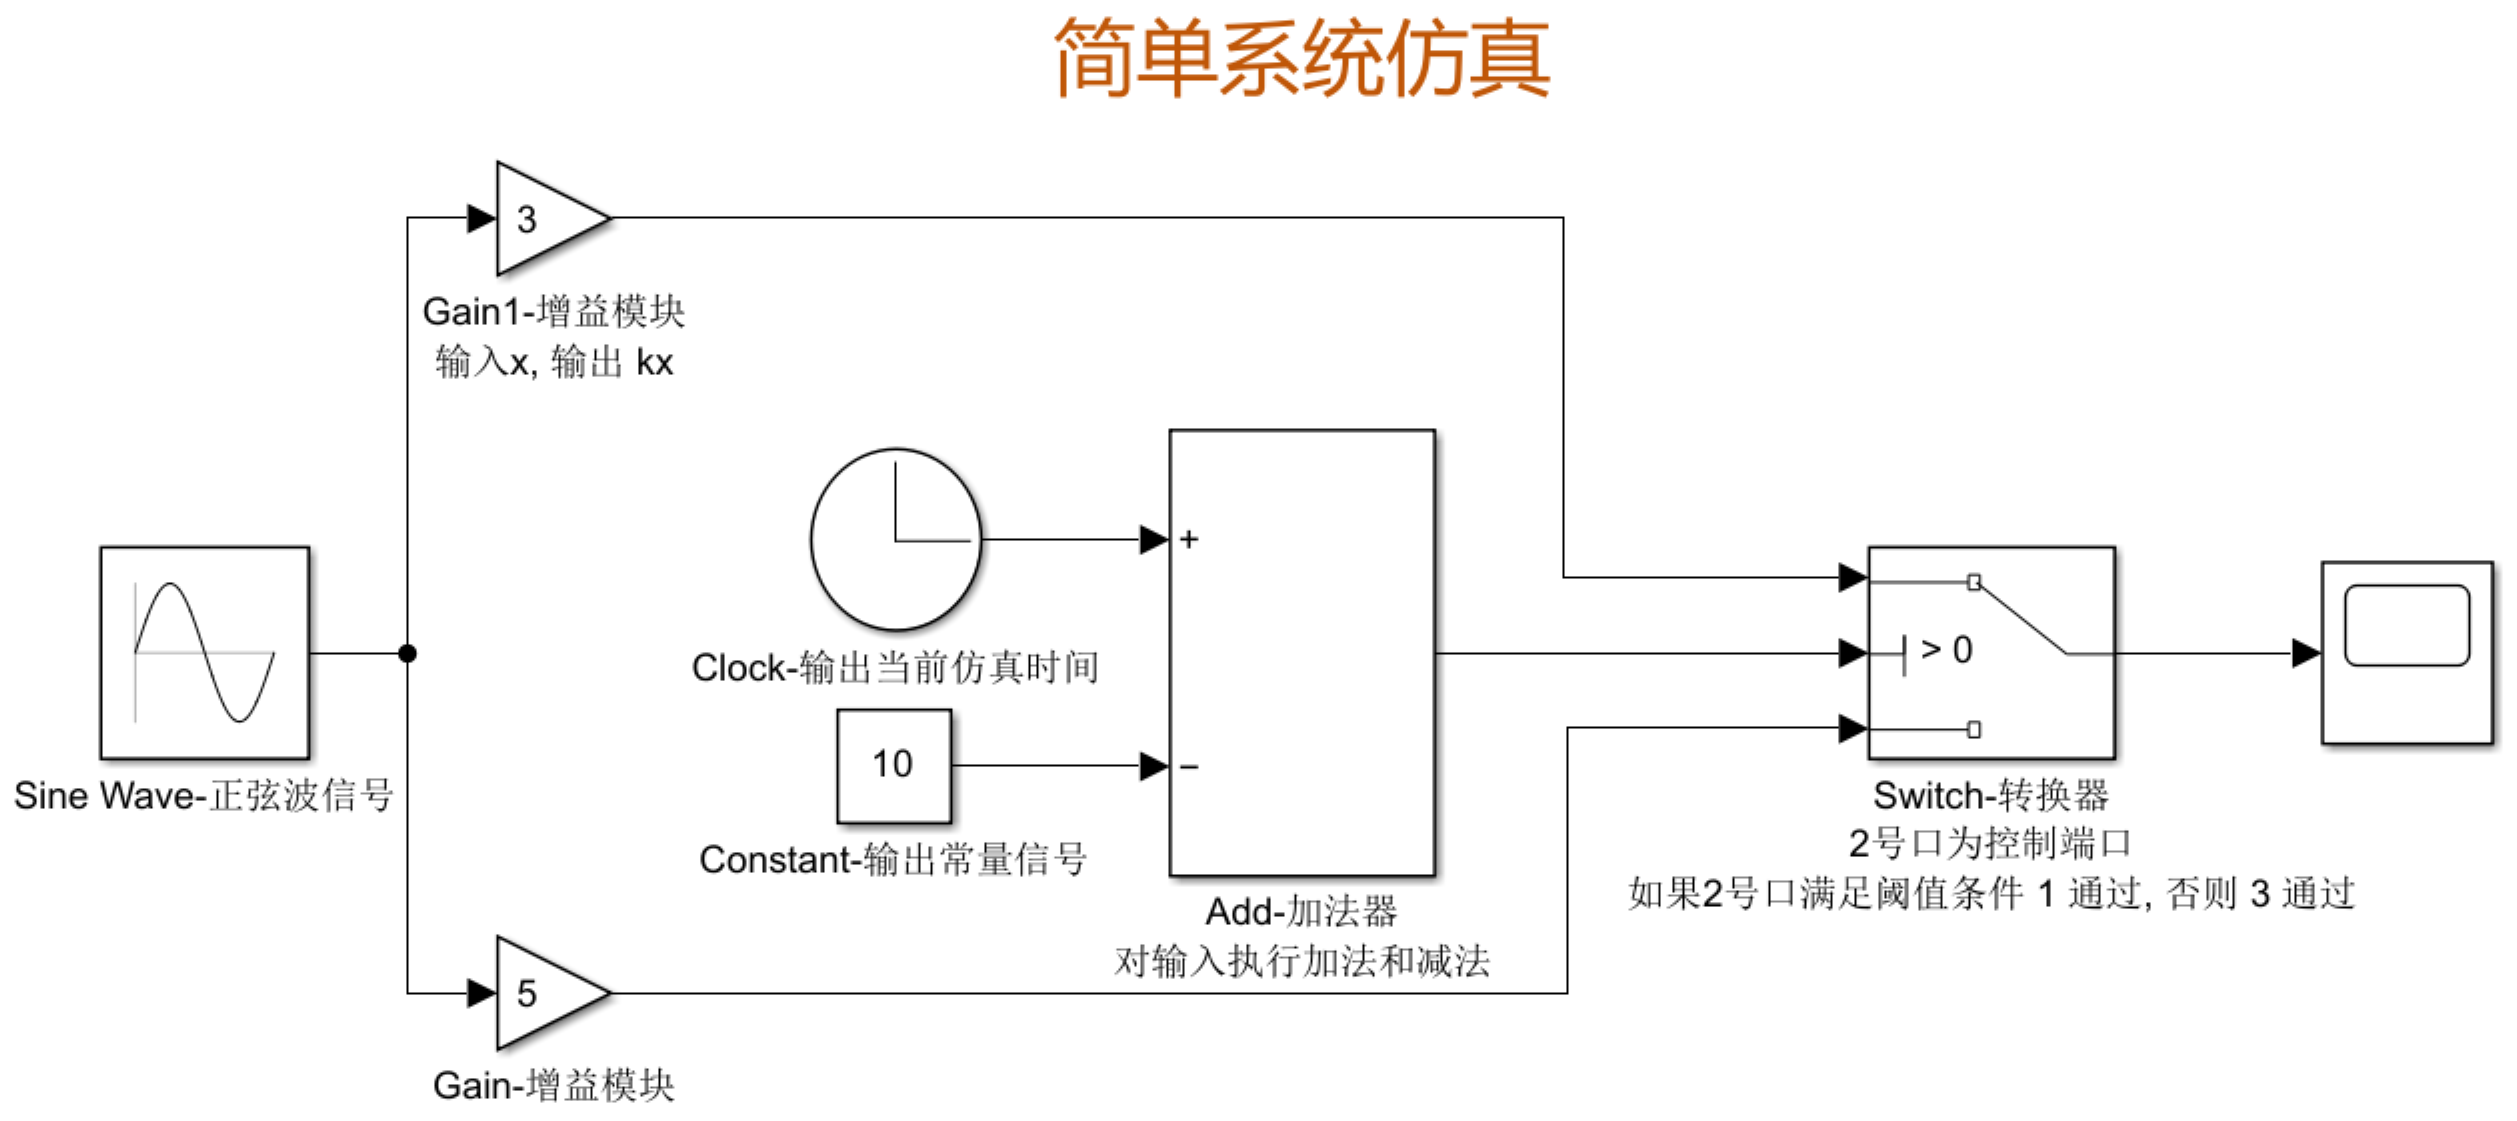 简单系统仿真
3
Gain1-增益模块
输入x, 输出 kx
+
Clock-输出当前仿真时间
> 0
10
−
Sine Wave-正弦波信号
Constant-输出常量信号
Switch-转换器
2号口为控制端口
如果2号口满足阈值条件 1 通过, 否则 3 通过
Add-加法器
对输入执行加法和减法
5
Gain-增益模块